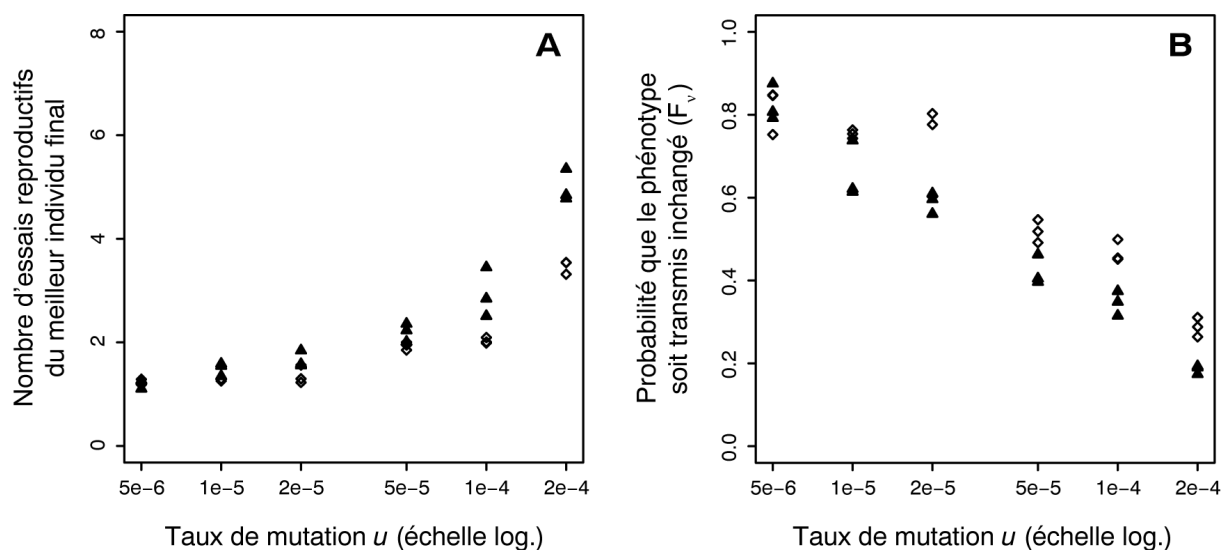 A
Nombre d'essais reproductifs
du meilleur individu final
8
6
4
2
0
5e-6 1e-5 2e-5 5e-5 1e-4 2e-4
Taux de mutation u (échelle log.)
B
Probabilité que le phénotype
soit transmis inchangé (Fν)
1.0
0.8
0.6
0.4
0.2
0.0
5e-6 1e-5 2e-5 5e-5 1e-4 2e-4
Taux de mutation u (échelle log.)